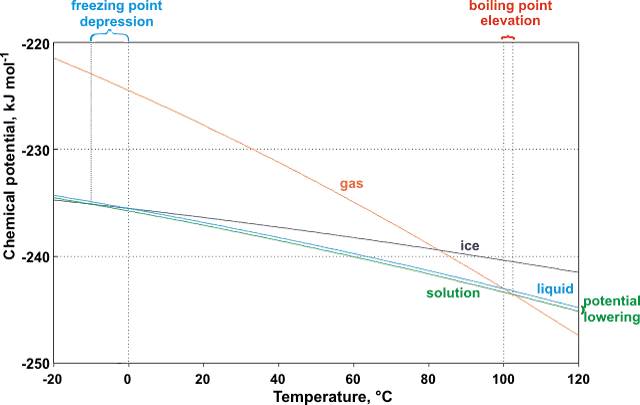 freezing point
depression
boiling point
elevation
-220
-230
-240
-250
Chemical potential, kJ mol-1
gas
ice
liquid
solution
potential
lowering
-20
0
20
40
60
80
100
120
Temperature, °C